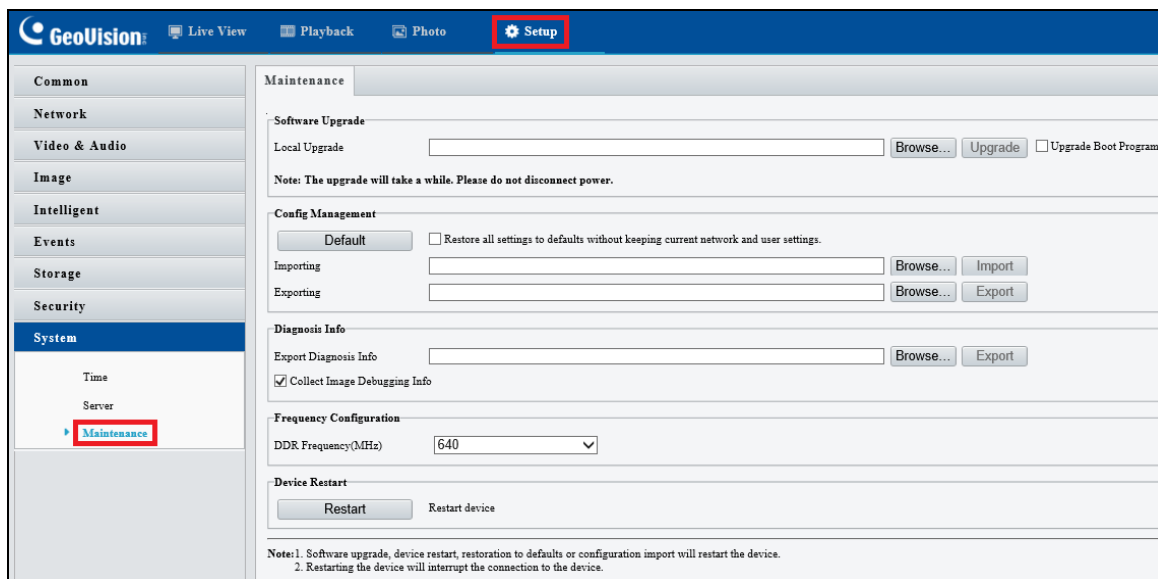 GeoVision Live View Playback Photo Setup
Common
Network
Video & Audio
Image
Intelligent
Events
Storage
Security
System
Time
Server
Maintenance
Maintenance
Software Upgrade
Local Upgrade Browse... Upgrade Upgrade Boot Program
Note: The upgrade will take a while. Please do not disconnect power.
Config Management
Default Restore all settings to defaults without keeping current network and user settings.
Importing Browse... Import
Exporting Browse... Export
Diagnosis Info
Export Diagnosis Info Browse... Export
Collect Image Debugging Info
Frequency Configuration
DDR Frequency(MHz) 640
Device Restart
Restart Restart device
Note:1. Software upgrade, device restart, restoration to defaults or configuration import will restart the device.
2. Restarting the device will interrupt the connection to the device.